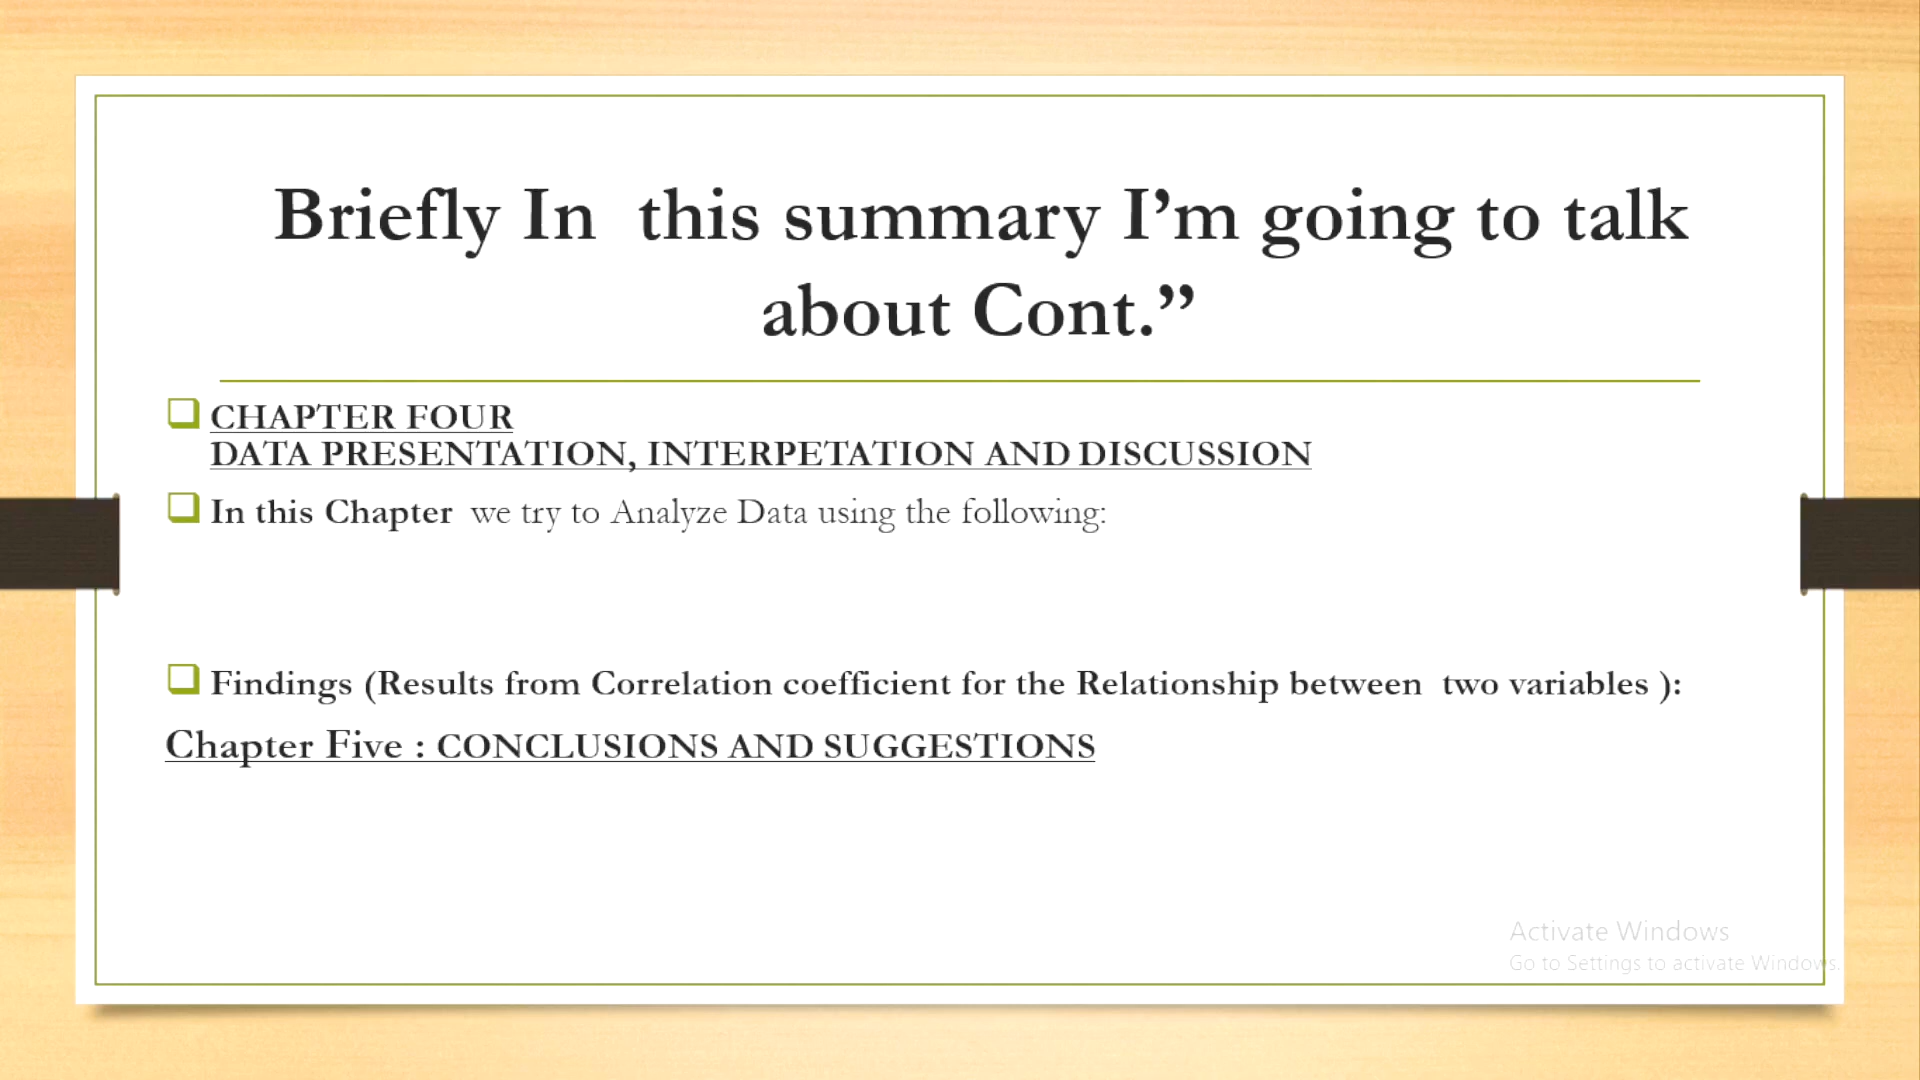 Briefly In  this summary I’m going to talk
about Cont.”
CHAPTER FOUR
DATA PRESENTATION, INTERPETATION AND DISCUSSION
In this Chapter  we try to Analyze Data using the following:
Findings (Results from Correlation coefficient for the Relationship between  two variables ):
Chapter Five : CONCLUSIONS AND SUGGESTIONS
Activate Windows
Go to Settings to activate Windows.